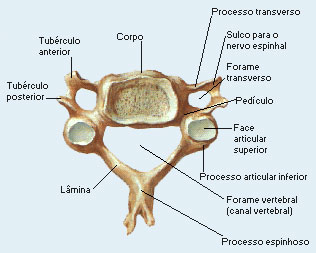 Processo transverso
Sulco para o
nervo espinhal
Tubérculo
anterior
Corpo
Forame
transverso
Tubérculo
posterior
Pedículo
Face
articular
superior
Processo articular inferior
Lâmina
Forame vertebral
(canal vertebral)
Processo espinhoso